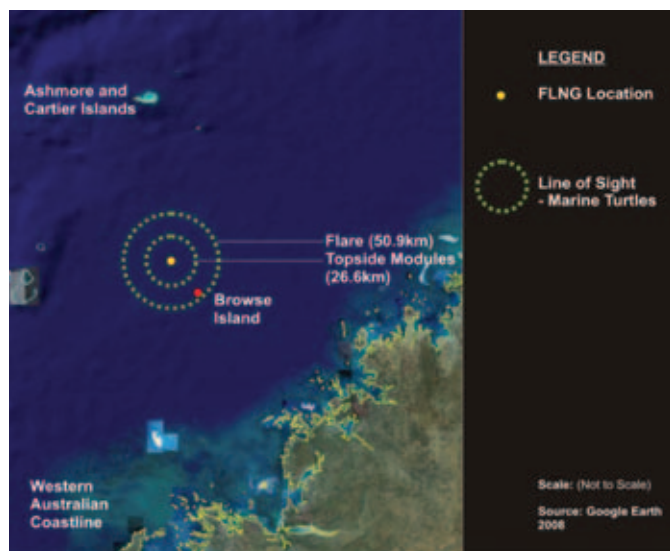 Ashmore and
Cartier Islands
Flare (50.9km)
Topside Modules
(26.6km)
Browse
Island
Western
Australian
Coastline
LEGEND
FLNG Location
Line of Sight
- Marine Turtles
Scale: (Not to Scale)
Source: Google Earth
2008